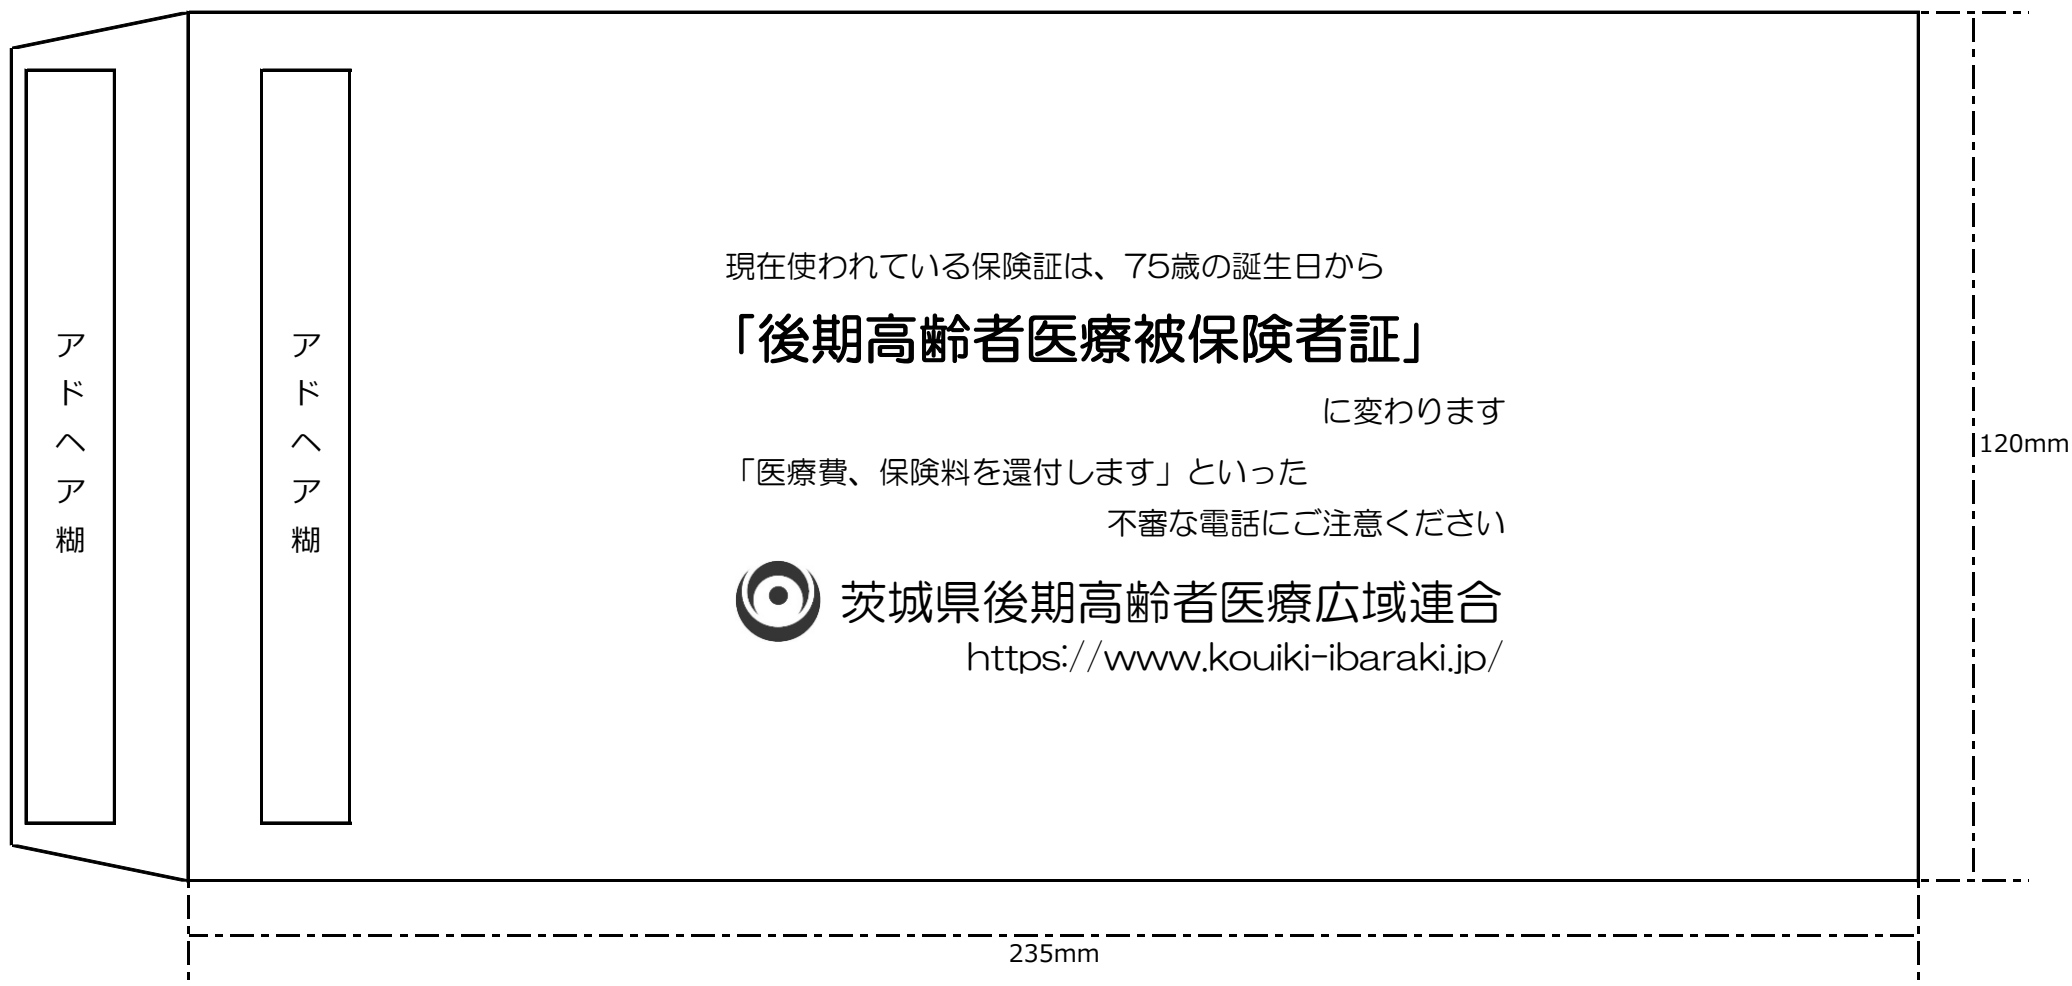 アドヘア糊
アドヘア糊
現在使われている保険証は、75歳の誕生日から
「後期高齢者医療被保険者証」
に変わります
「医療費、保険料を還付します」といった
不審な電話にご注意ください
茨城県後期高齢者医療広域連合
https://www.kouiki-ibaraki.jp/
120mm
235mm